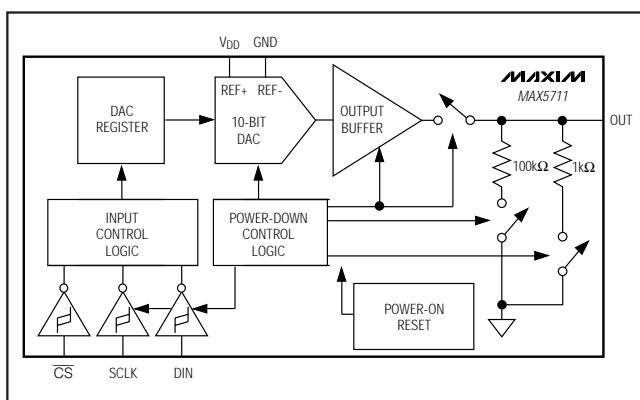 VDD GND
MAXIM
MAX5711
REF+ REF-
DAC
REGISTER
10-BIT
DAC
OUTPUT
BUFFER
OUT
100kΩ
1kΩ
INPUT
CONTROL
LOGIC
POWER-DOWN
CONTROL
LOGIC
POWER-ON
RESET
CS SCLK DIN